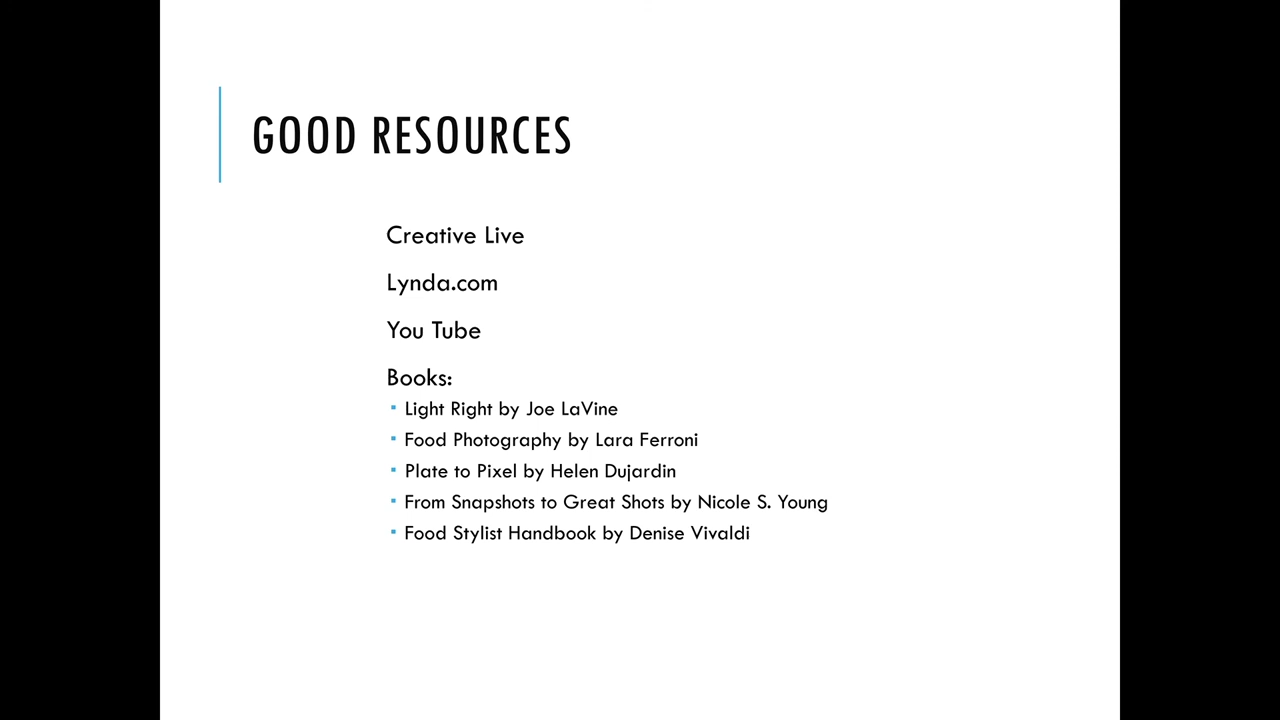 GOOD RESOURCES
Creative Live
Lynda.com
You Tube
Books:
▪ Light Right by Joe LaVine
▪ Food Photography by Lara Ferroni
▪ Plate to Pixel by Helen Dujardin
▪ From Snapshots to Great Shots by Nicole S. Young
▪ Food Stylist Handbook by Denise Vivaldi